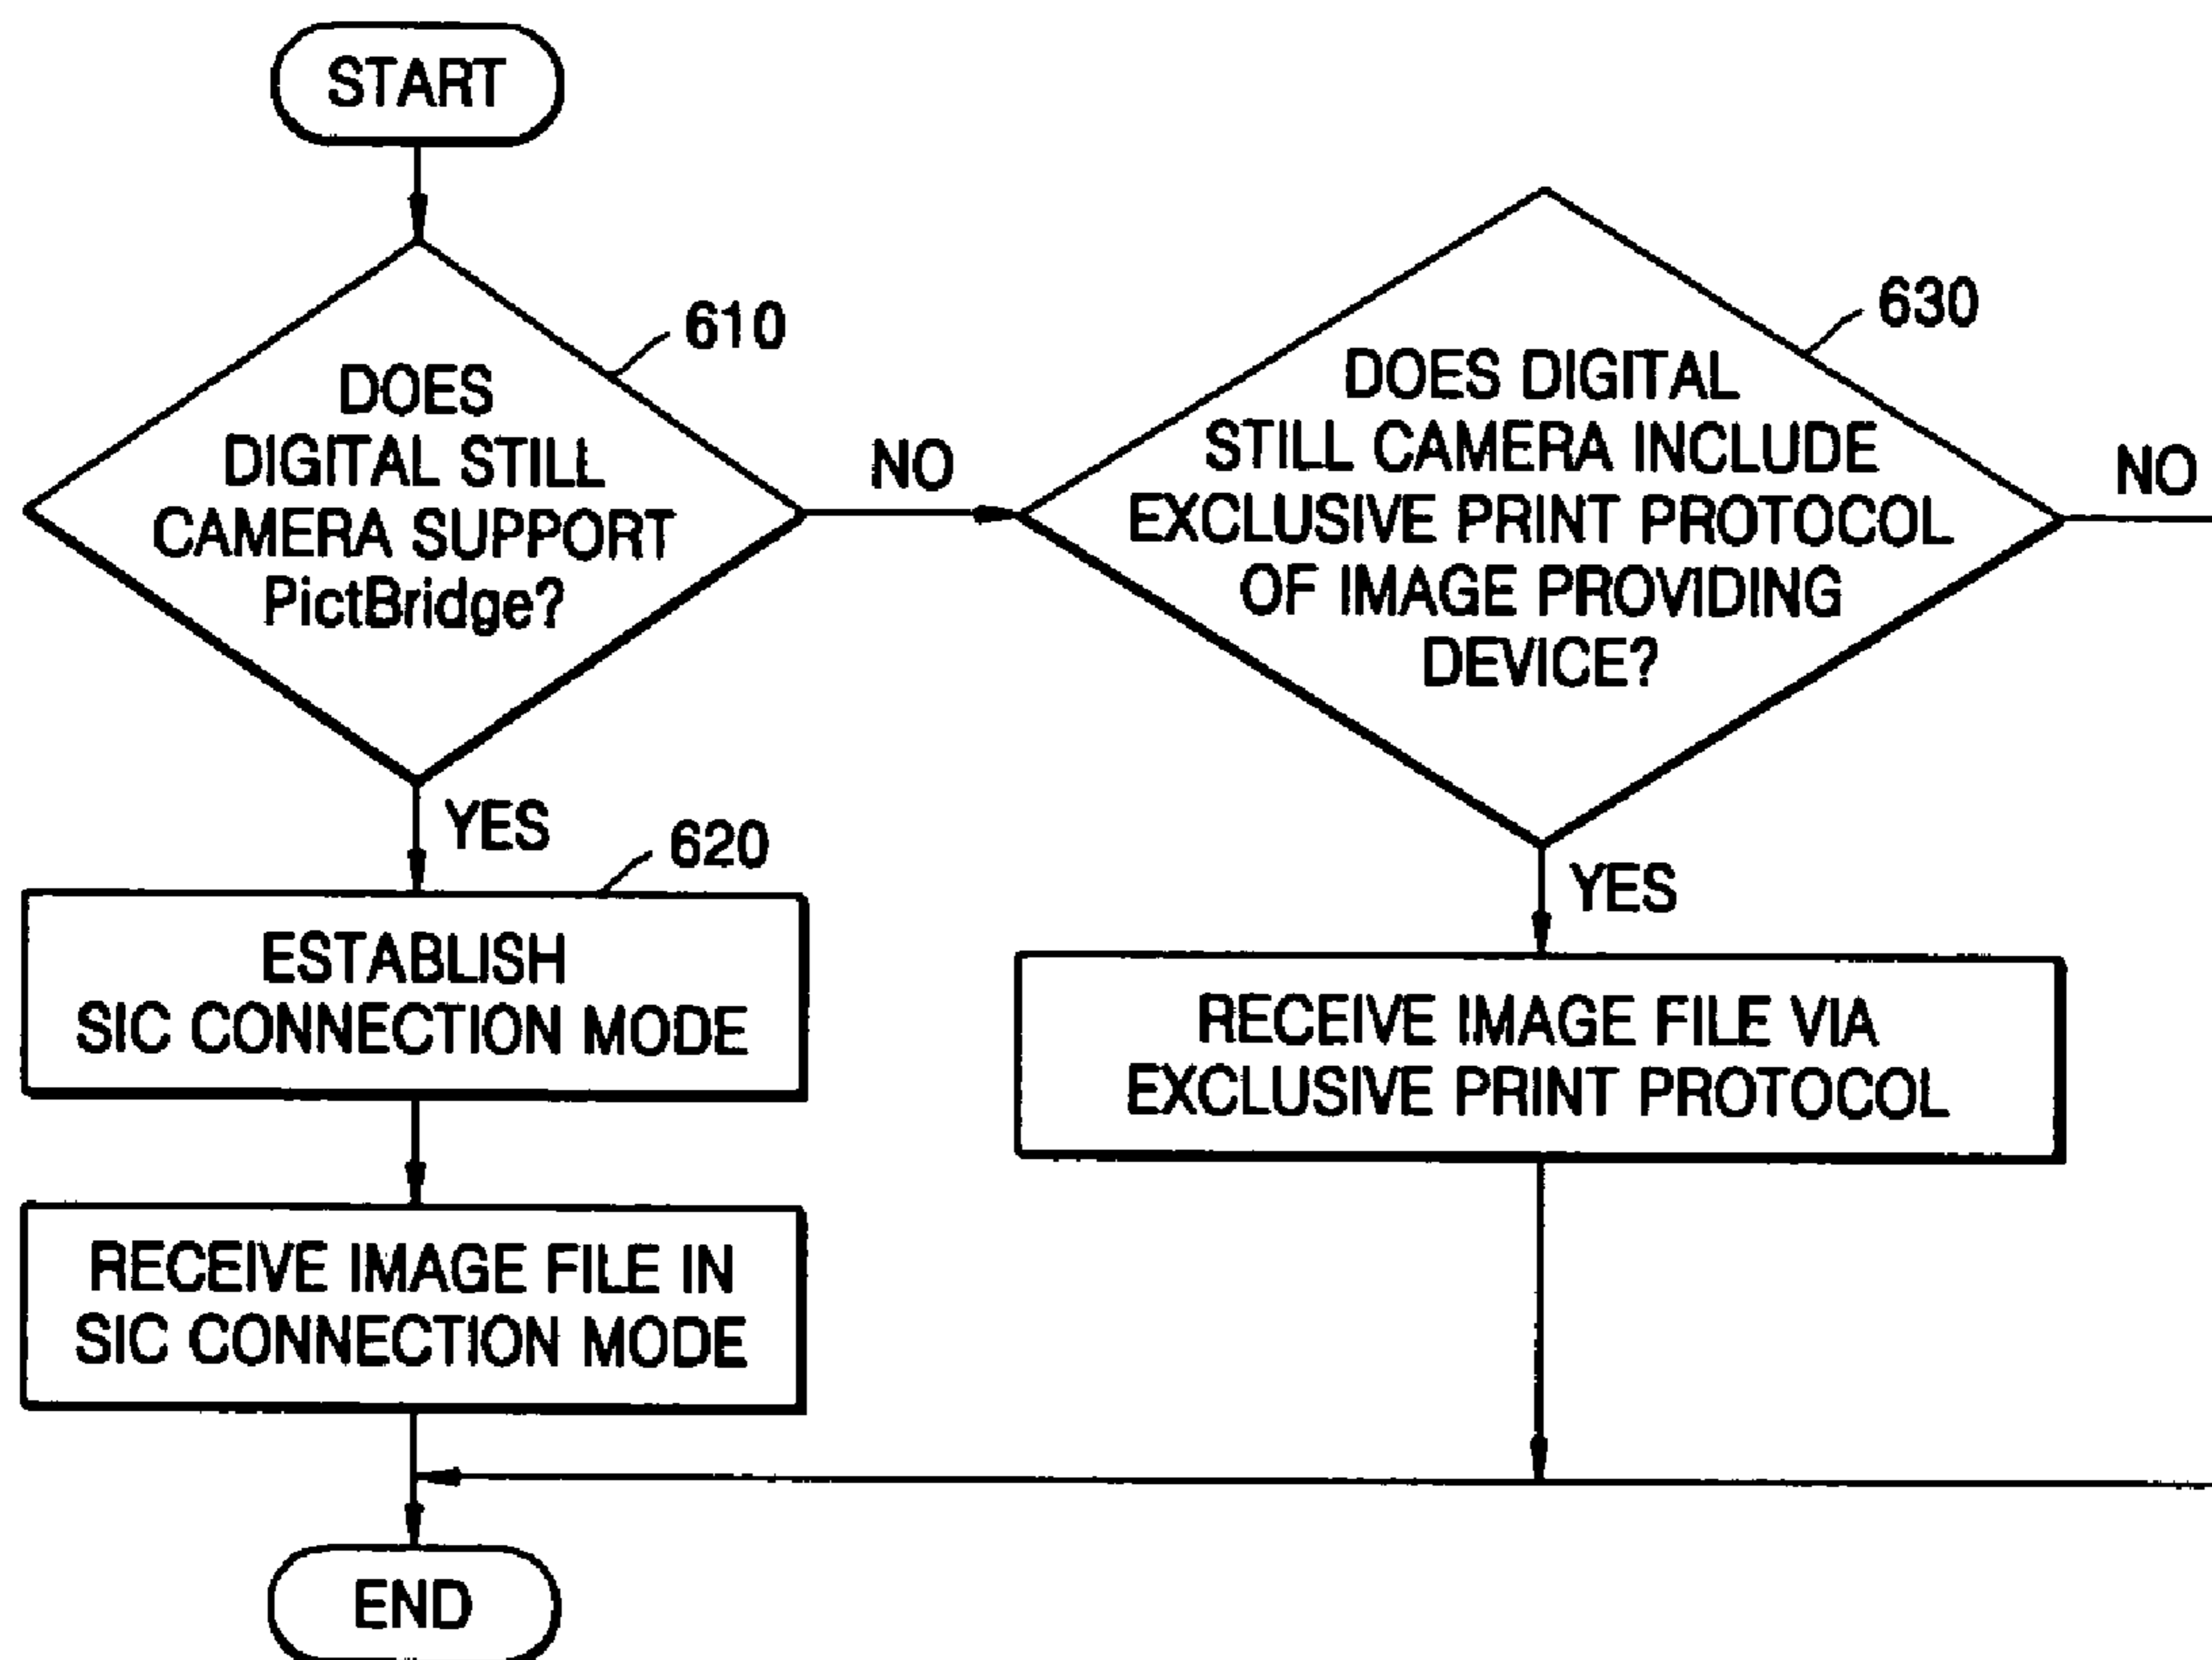 START
610
DOES
DIGITAL STILL
CAMERA SUPPORT
PictBridge?
NO
630
DOES DIGITAL
STILL CAMERA INCLUDE
EXCLUSIVE PRINT PROTOCOL
OF IMAGE PROVIDING
DEVICE?
NO
YES
620
ESTABLISH
SIC CONNECTION MODE
YES
RECEIVE IMAGE FILE VIA
EXCLUSIVE PRINT PROTOCOL
RECEIVE IMAGE FILE IN
SIC CONNECTION MODE
END